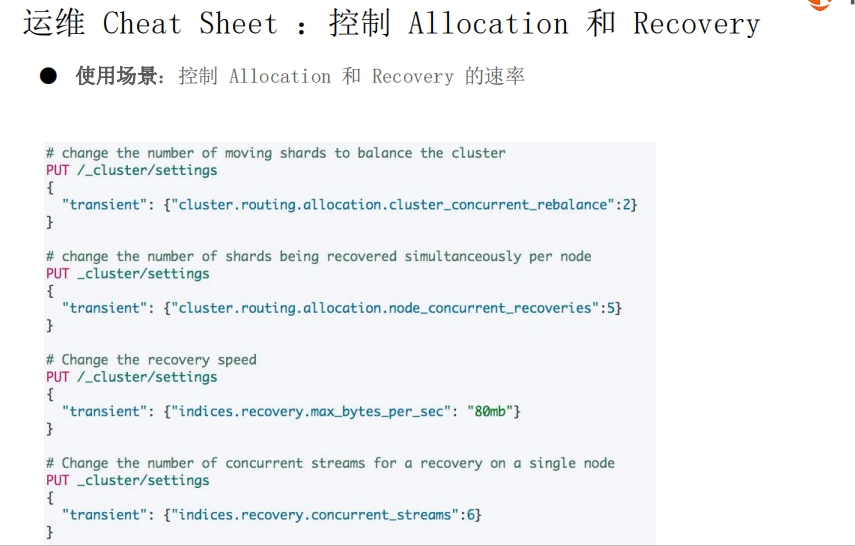 运维 Cheat Sheet ：控制 Allocation 和 Recovery
● 使用场景：控制 Allocation 和 Recovery 的速率
# change the number of moving shards to balance the cluster
PUT /_cluster/settings
{
  "transient": {"cluster.routing.allocation.cluster_concurrent_rebalance":2}
}
# change the number of shards being recovered simultanceously per node
PUT _cluster/settings
{
  "transient": {"cluster.routing.allocation.node_concurrent_recoveries":5}
}
# Change the recovery speed
PUT /_cluster/settings
{
  "transient": {"indices.recovery.max_bytes_per_sec": "80mb"}
}
# Change the number of concurrent streams for a recovery on a single node
PUT _cluster/settings
{
  "transient": {"indices.recovery.concurrent_streams":6}
}